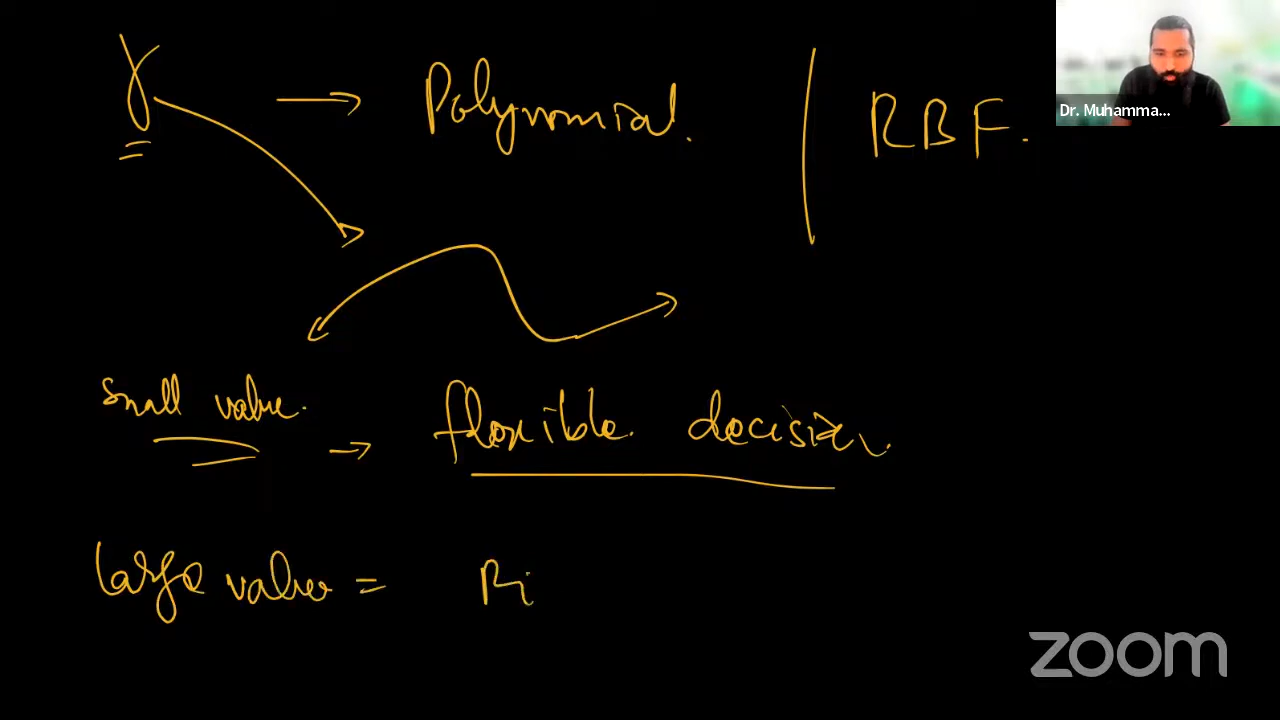 γ → Polynomial. | RBF.
Dr. Muhamma...
small value. → flexible decision.
large value = Ri
zoom